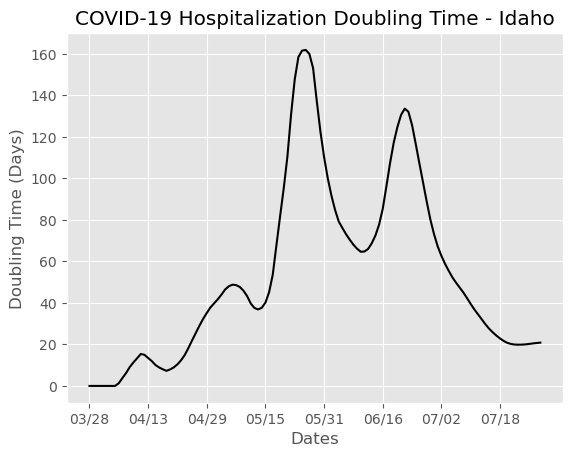 COVID-19 Hospitalization Doubling Time - Idaho
160
140
120
100
80
60
40
20
0
Doubling Time (Days)
03/28 04/13 04/29 05/15 05/31 06/16 07/02 07/18
Dates